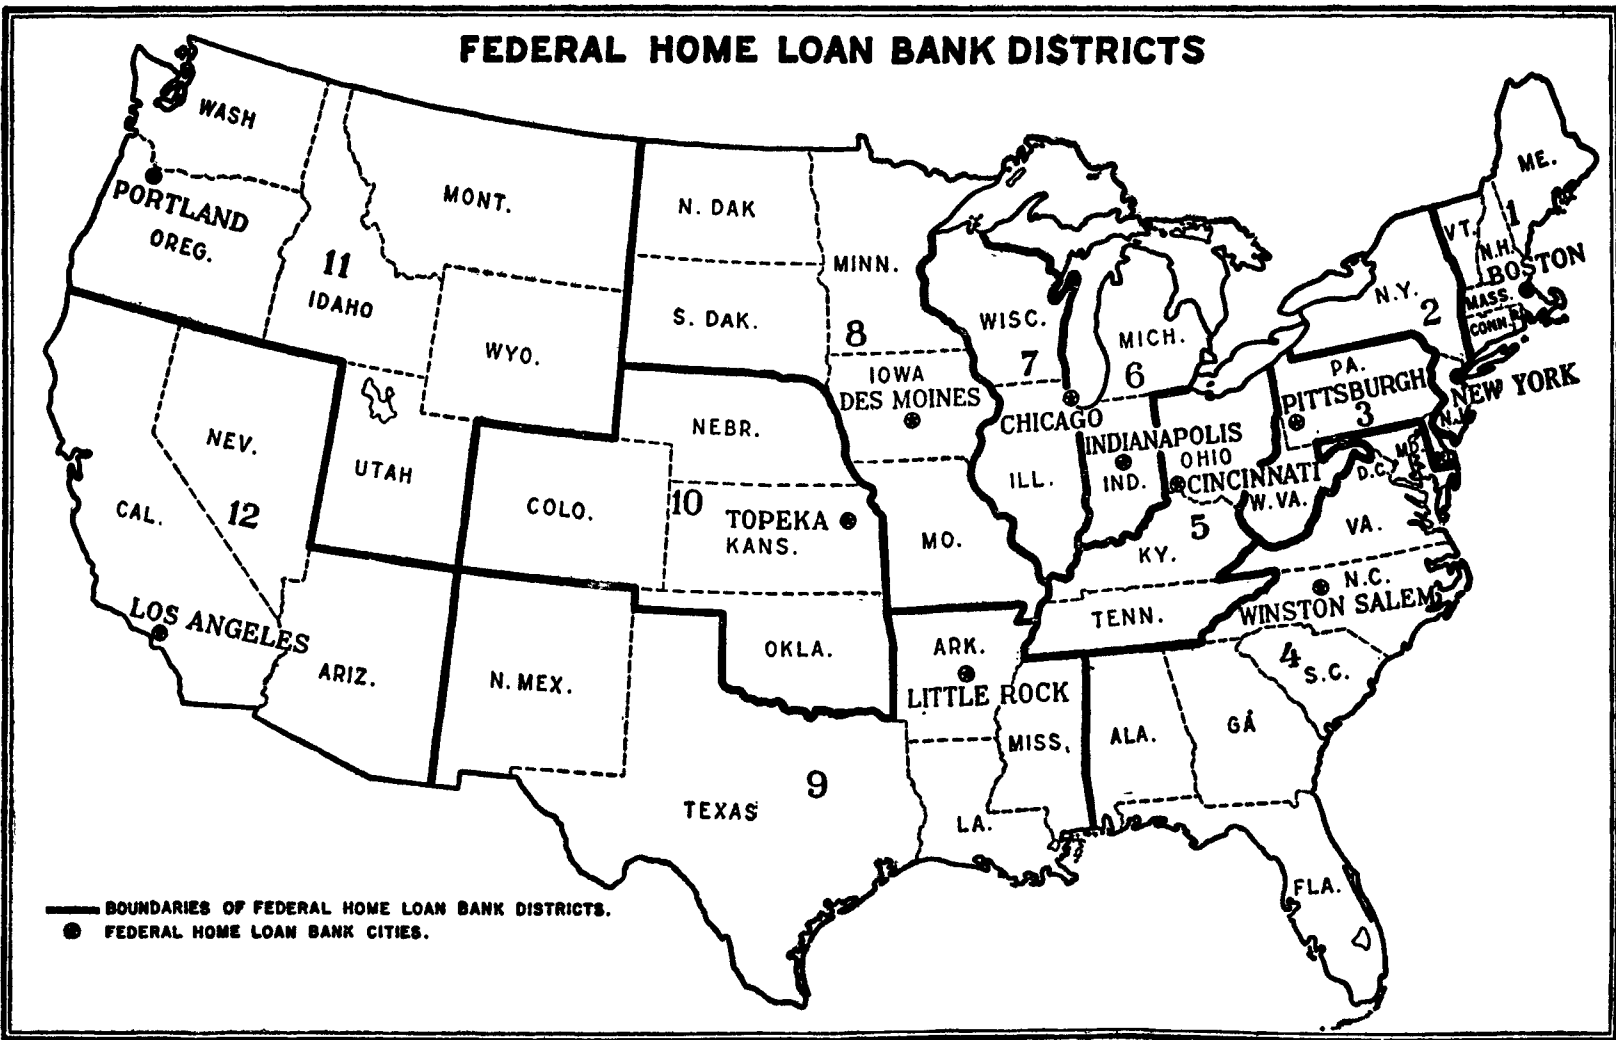 FEDERAL HOME LOAN BANK DISTRICTS
WASH
PORTLAND
OREG.
MONT.
11
IDAHO
WYO.
N. DAK
S. DAK.
MINN.
8
IOWA
DES MOINES
WISC.
7
MICH.
6
CHICAGO
ILL.
INDIANAPOLIS
IND.
OHIO
CINCINNATI
5
KY.
TENN.
W.VA.
VA.
D.C.
MD.
PA.
PITTSBURGH
3
N.Y.
2
NEW YORK
N.J.
VT.
N.H.
1
ME.
BOSTON
MASS.
CONN.
NEV.
12
CAL.
LOS ANGELES
UTAH
ARIZ.
COLO.
N. MEX.
NEBR.
10
TOPEKA
KANS.
OKLA.
MO.
ARK.
LITTLE ROCK
MISS,
LA.
TEXAS
9
ALA.
GA
N.C.
WINSTON SALEM
4
S.C.
FLA.
BOUNDARIES OF FEDERAL HOME LOAN BANK DISTRICTS.
FEDERAL HOME LOAN BANK CITIES.